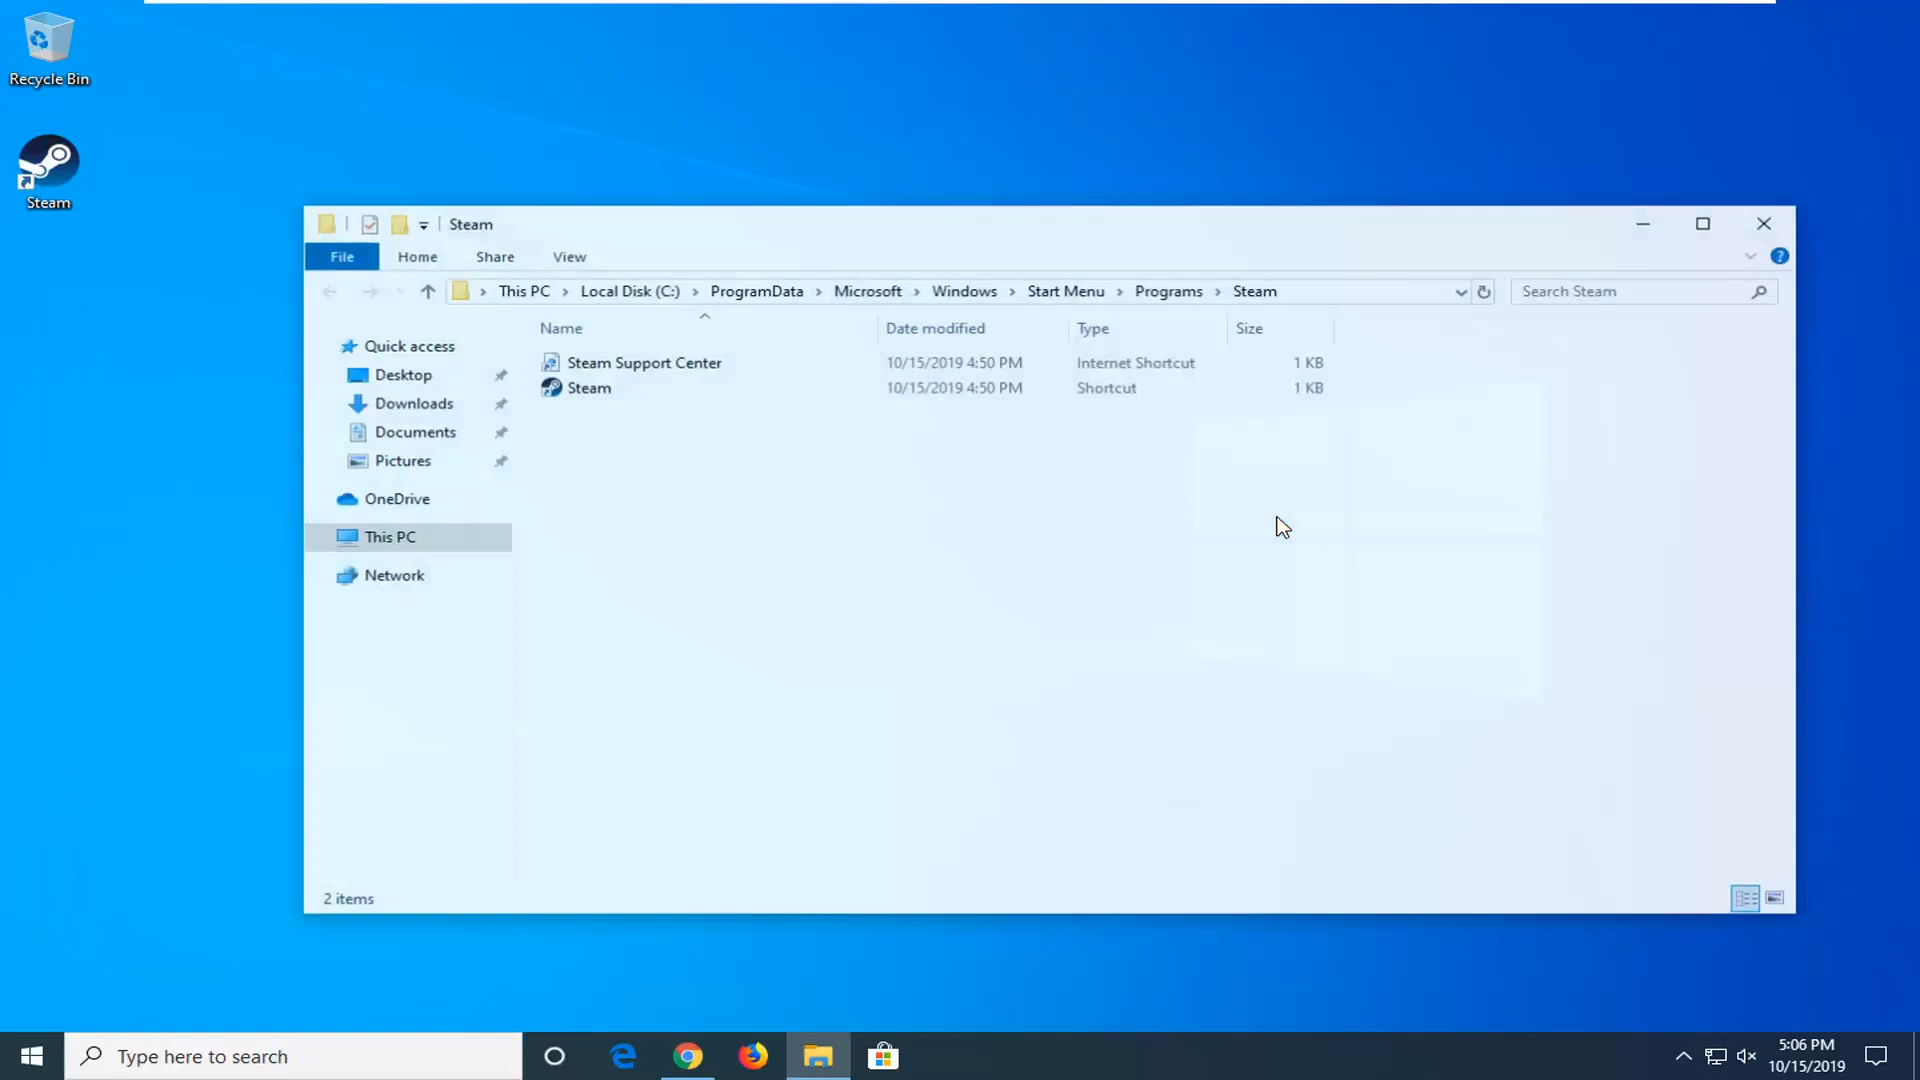 Recycle Bin
Steam
Steam
File Home Share View
This PC Local Disk (C:) ProgramData Microsoft Windows Start Menu Programs Steam
Search Steam
Name Date modified Type Size
Steam Support Center 10/15/2019 4:50 PM Internet Shortcut 1 KB
Steam 10/15/2019 4:50 PM Shortcut 1 KB
Quick access
Desktop
Downloads
Documents
Pictures
OneDrive
This PC
Network
2 items
Type here to search
5:06 PM
10/15/2019